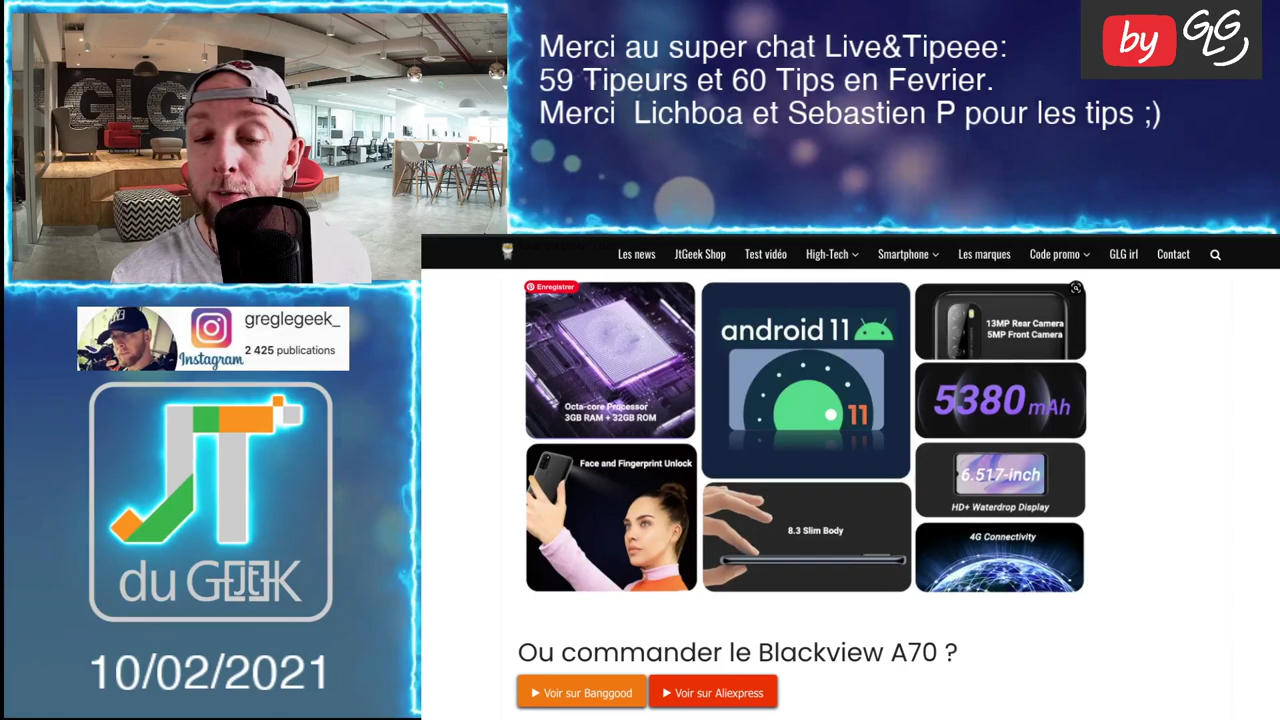 GLG
Merci au super chat Live&Tipeee:
59 Tipeurs et 60 Tips en Fevrier.
Merci Lichboa et Sebastien P pour les tips ;)
by GLG
Les news JtGeek Shop Test vidéo High-Tech Smartphone Les marques Code promo GLG irl Contact
greglegeek_
2 425 publications
Instagram
JT
du GEEK
10/02/2021
Enregistrer
Octa-core Processor
3GB RAM + 32GB ROM
android 11
11
13MP Rear Camera
5MP Front Camera
5380 mAh
Face and Fingerprint Unlock
8.3 Slim Body
6.517-inch
HD+ Waterdrop Display
4G Connectivity
Ou commander le Blackview A70 ?
Voir sur Banggood Voir sur Aliexpress